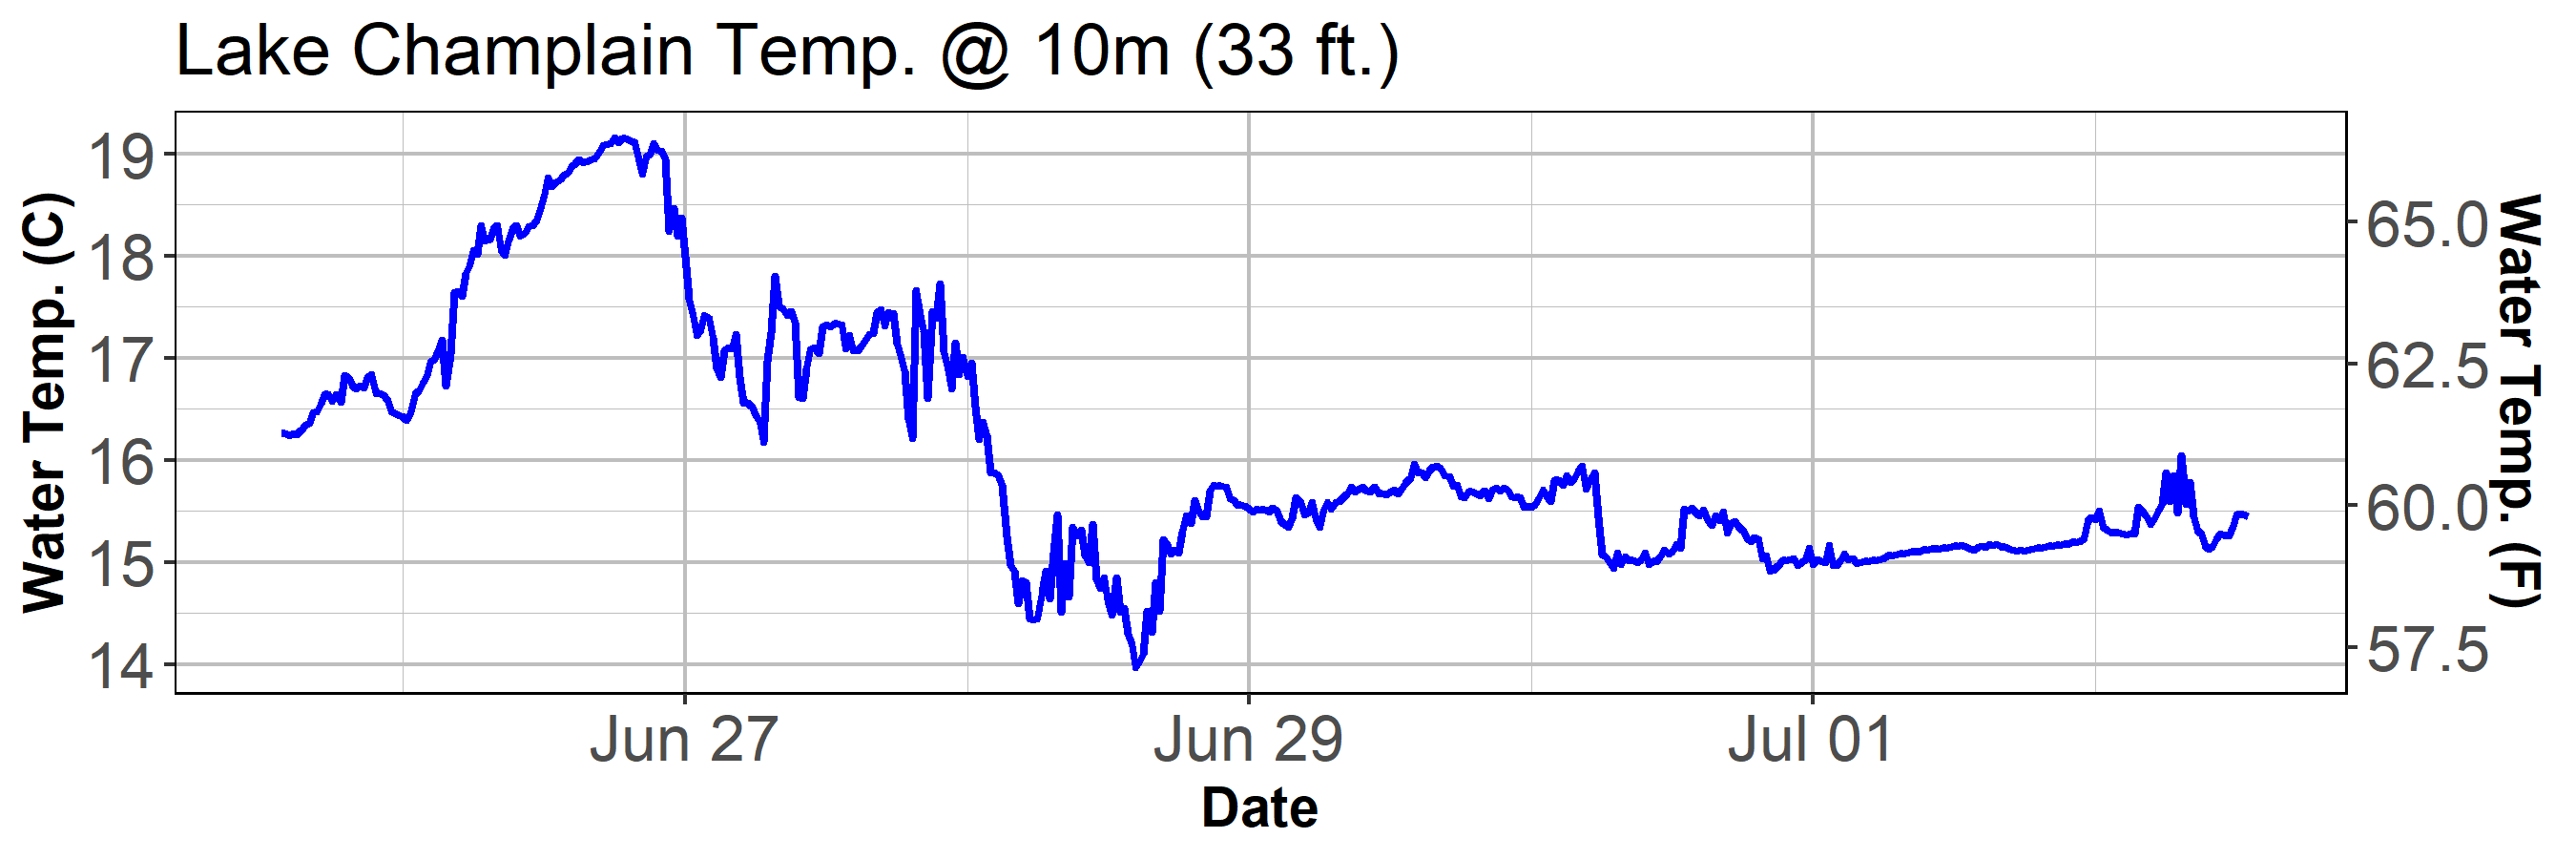 Lake Champlain Temp. @ 10m (33 ft.)
Water Temp. (C)
19
18
17
16
15
14
65.0
62.5
60.0
57.5
Water Temp. (F)
Jun 27
Jun 29
Jul 01
Date